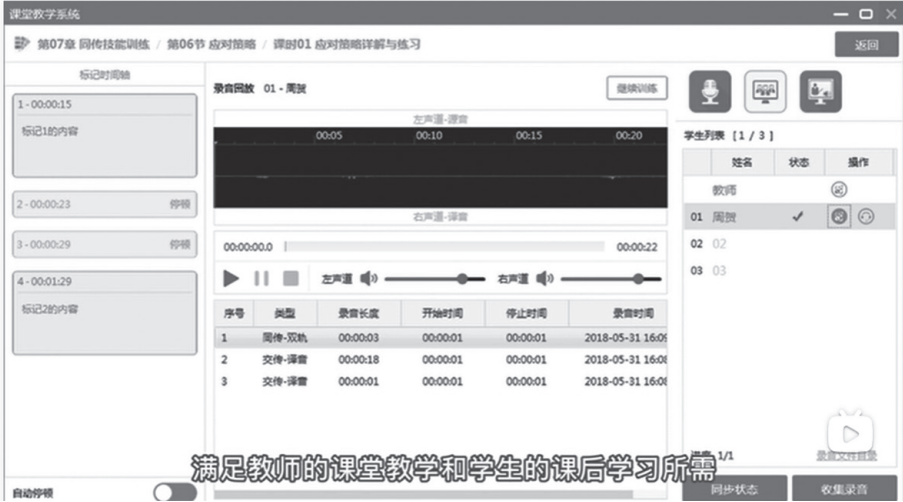 课堂教学系统
第07章 同传技能训练 / 第06节 应对策略 / 课时01 应对策略详解与练习
返回
标记时间轴
1 - 00:00:15
标记1的内容
2 - 00:00:23 停顿
3 - 00:00:29 停顿
4 - 00:01:29
标记2的内容
自动停顿
录音回放 01 - 周贺
继续训练
左声道-源音
00:05 00:10 00:15 00:20
右声道-译音
00:00:00.0 00:00:22
左声道 右声道
序号 类型 录音长度 开始时间 停止时间 录音时间
1 同传-双轨 00:00:03 00:00:01 00:00:01 2018-05-31 16:09
2 交传-译音 00:00:18 00:00:01 00:00:01 2018-05-31 16:08
3 交传-译音 00:00:01 00:00:01 00:00:01 2018-05-31 16:08
学生列表 [ 1 / 3 ]
姓名 状态 操作
教师
01 周贺
02 02
03 03
1/1
录音文件目录
同步状态 收集录音
满足教师的课堂教学和学生的课后学习所需